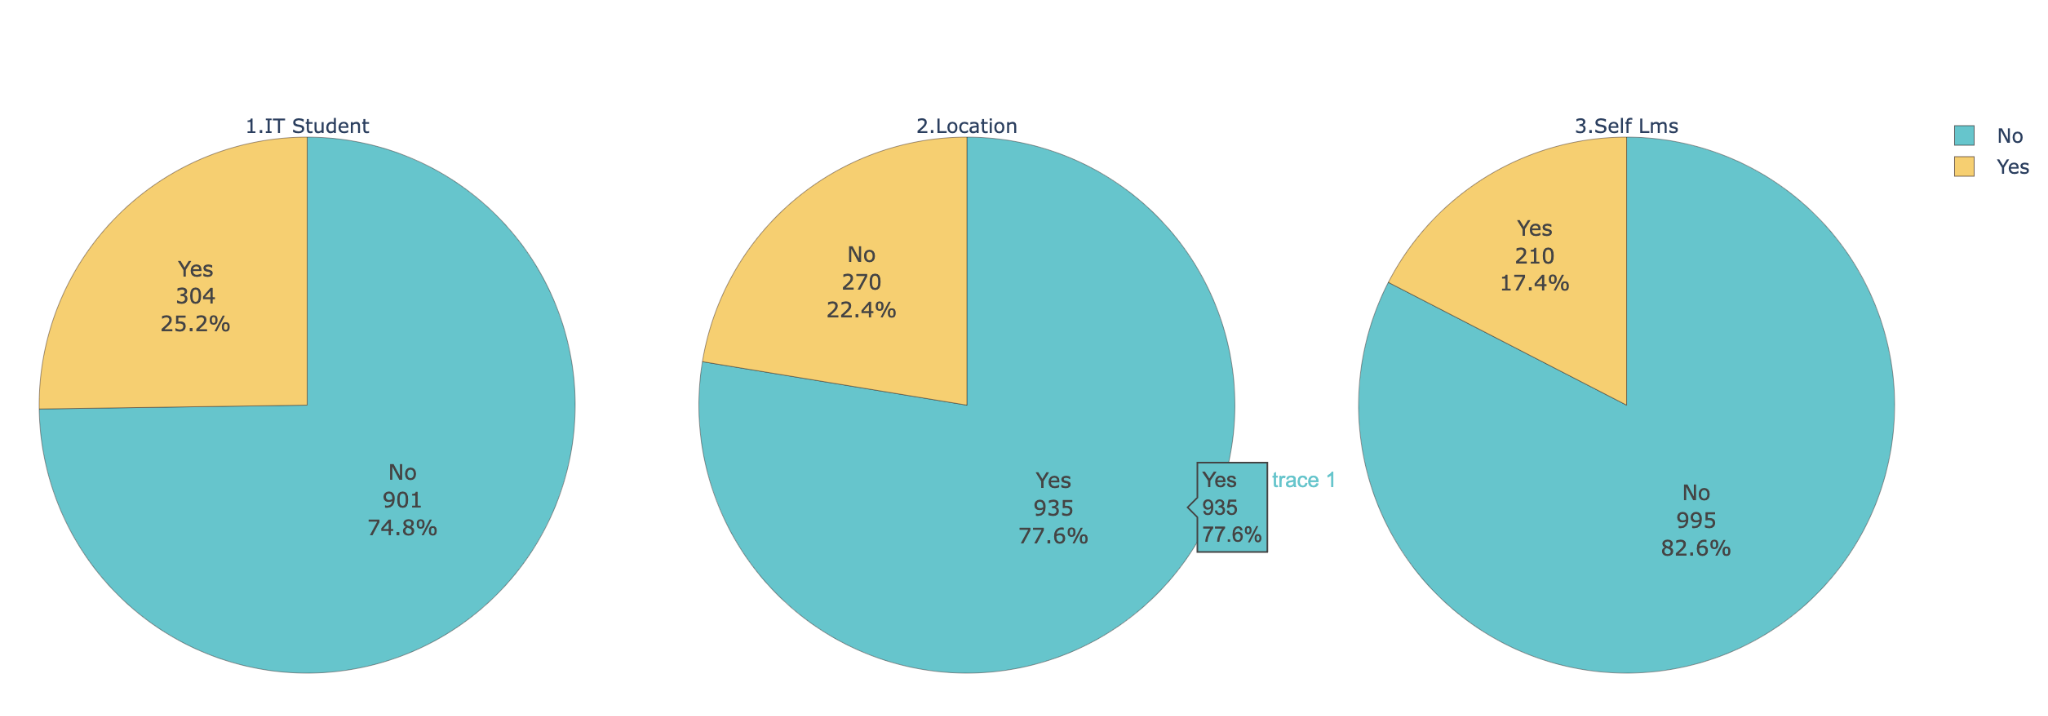 1.IT Student
Yes
304
25.2%
No
901
74.8%
2.Location
No
270
22.4%
Yes
935
77.6%
Yes
935
77.6%
trace 1
3.Self Lms
Yes
210
17.4%
No
995
82.6%
No
Yes